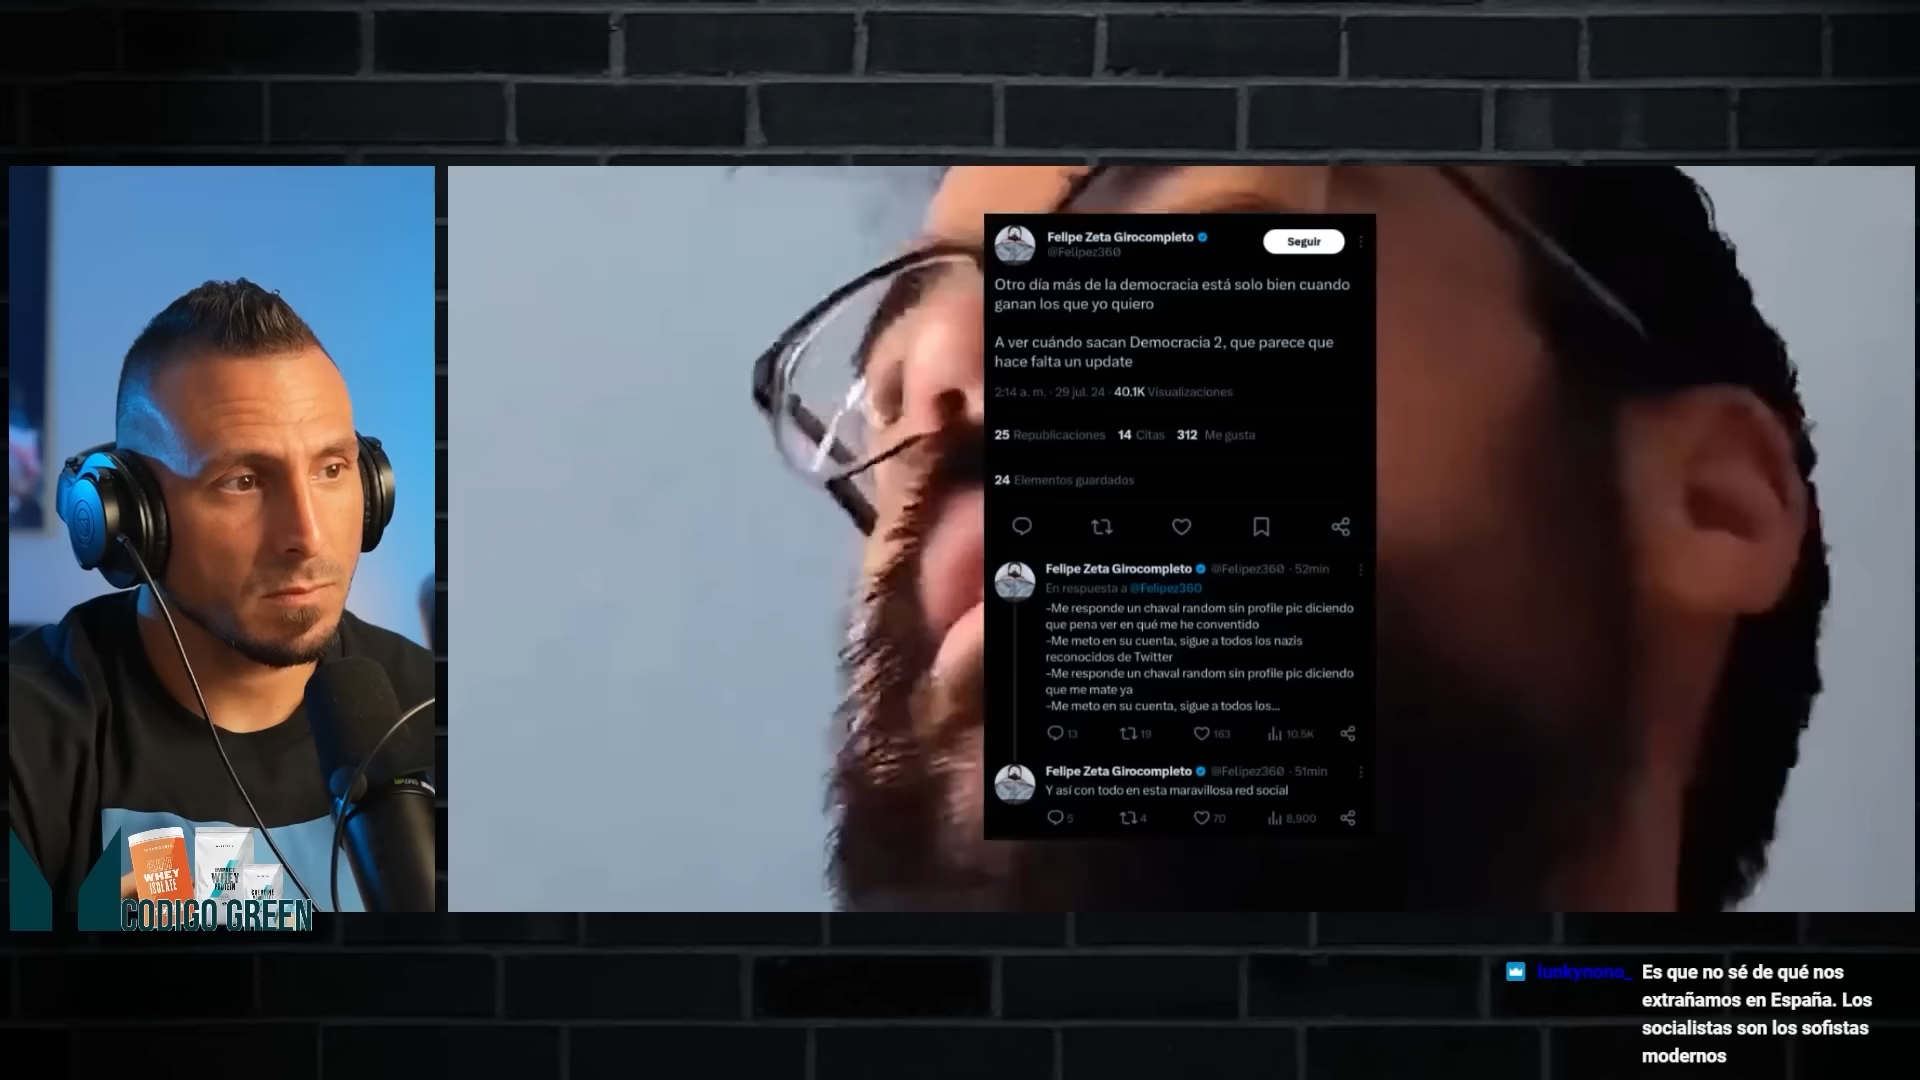 Felipe Zeta Girocompleto
@Felipez360
Seguir
Otro día más de la democracia está solo bien cuando
ganan los que yo quiero
A ver cuándo sacan Democracia 2, que parece que
hace falta un update
2:14 a. m. · 29 jul. 24 · 40.1K Visualizaciones
25 Republicaciones 14 Citas 312 Me gusta
24 Elementos guardados
Felipe Zeta Girocompleto @Felipez360 · 52min
En respuesta a @Felipez360
-Me responde un chaval random sin profile pic diciendo
que pena ver en qué me he conventido
-Me meto en su cuenta, sigue a todos los nazis
reconocidos de Twitter
-Me responde un chaval random sin profile pic diciendo
que me mate ya
-Me meto en su cuenta, sigue a todos los...
13 19 163 10.5K
Felipe Zeta Girocompleto @Felipez360 · 51min
Y así con todo en esta maravillosa red social
5 4 70 8,900
WHEY
ISOLATE
IMPACT
WHEY
PROTEIN
CODIGO GREEN
lunkynono_ Es que no sé de qué nos
extrañamos en España. Los
socialistas son los sofistas
modernos